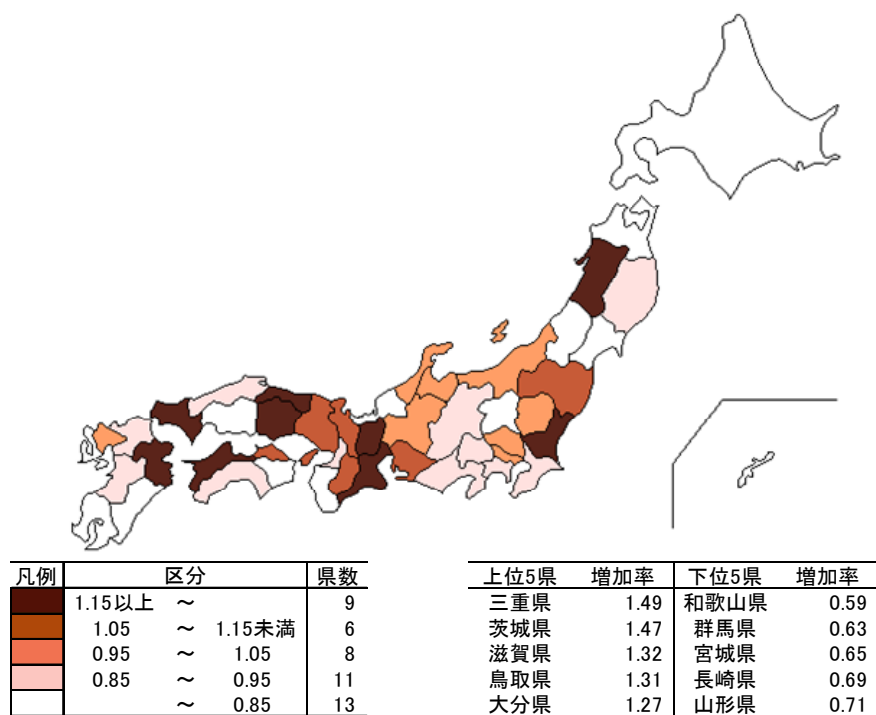 凡例 区分 県数
1.15以上 ～ 9
1.05 ～ 1.15未満 6
0.95 ～ 1.05 8
0.85 ～ 0.95 11
～ 0.85 13
上位5県 増加率 下位5県 増加率
三重県 1.49 和歌山県 0.59
茨城県 1.47 群馬県 0.63
滋賀県 1.32 宮城県 0.65
鳥取県 1.31 長崎県 0.69
大分県 1.27 山形県 0.71